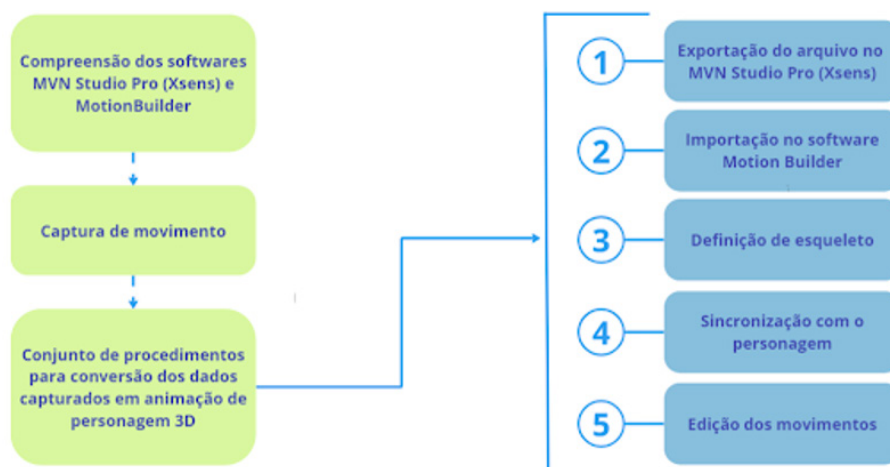 Compreensão dos softwares
MVN Studio Pro (Xsens) e
MotionBuilder
Captura de movimento
Conjunto de procedimentos
para conversão dos dados
capturados em animação de
personagem 3D
1
Exportação do arquivo no
MVN Studio Pro (Xsens)
2
Importação no software
Motion Builder
3
Definição de esqueleto
4
Sincronização com o
personagem
5
Edição dos movimentos